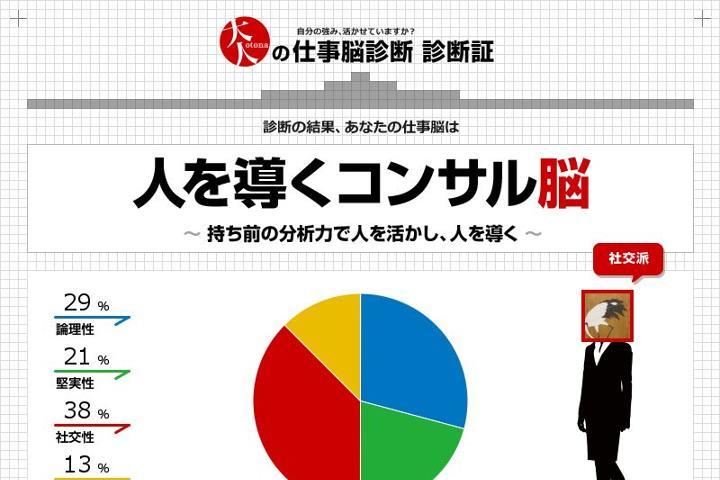 自分の強み、活かせていますか?
大人 otona の仕事脳診断 診断証
診断の結果、あなたの仕事脳は
人を導くコンサル脳
～ 持ち前の分析力で人を活かし、人を導く ～
社交派
29 %
論理性
21 %
堅実性
38 %
社交性
13 %